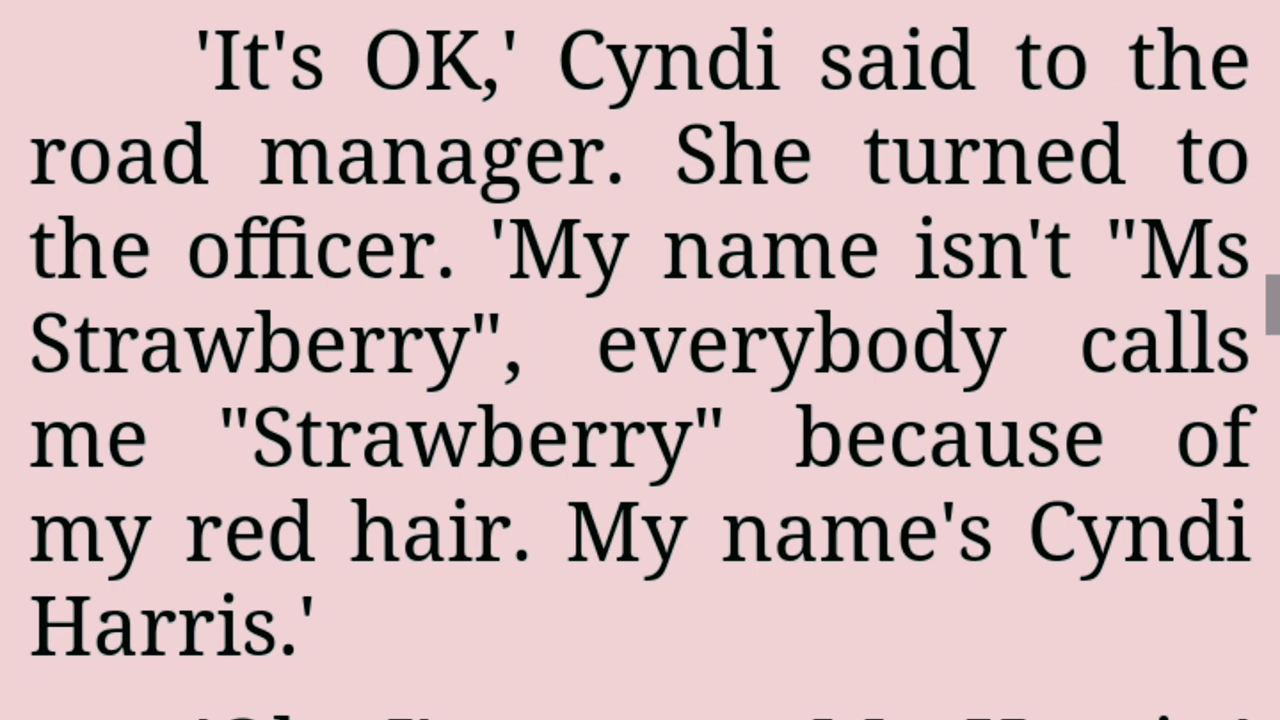 'It's OK,' Cyndi said to the
road manager. She turned to
the officer. 'My name isn't "Ms
Strawberry", everybody calls
me "Strawberry" because of
my red hair. My name's Cyndi
Harris.'